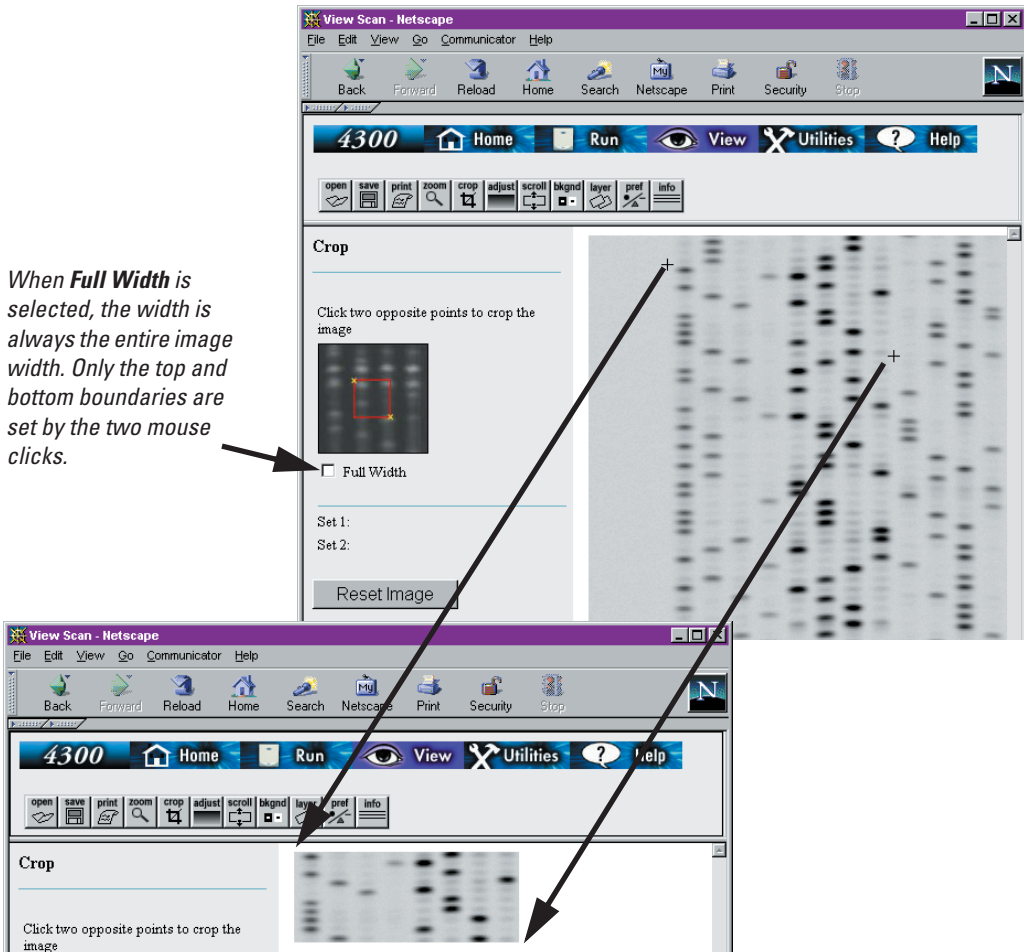 View Scan - Netscape
File Edit View Go Communicator Help
Back Forward Reload Home Search Netscape Print Security Stop
My
N
4300 Home Run View Utilities ? Help
open save print zoom crop adjust scroll bkgnd layer pref info
Crop
Click two opposite points to crop the
image
Full Width
Set 1:
Set 2:
Reset Image
When Full Width is
selected, the width is
always the entire image
width. Only the top and
bottom boundaries are
set by the two mouse
clicks.
View Scan - Netscape
File Edit View Go Communicator Help
Back Forward Reload Home Search Netscape Print Security Stop
My
N
4300 Home Run View Utilities ? Help
open save print zoom crop adjust scroll bkgnd layer pref info
Crop
Click two opposite points to crop the
image